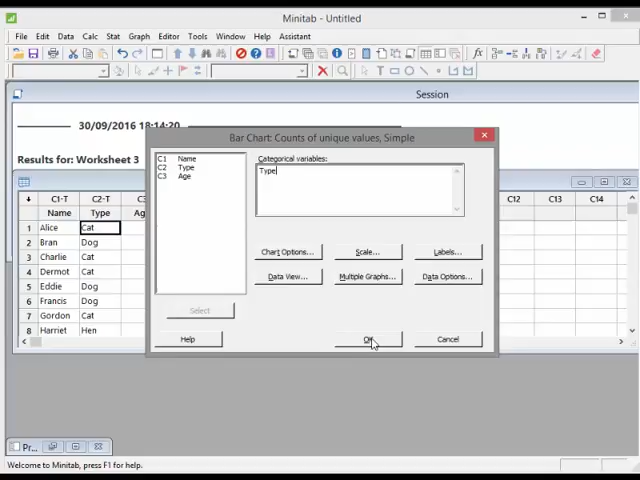 Minitab - Untitled
File Edit Data Calc Stat Graph Editor Tools Window Help Assistant
Session
30/09/2016 18:14:20
Results for: Worksheet 3
Bar Chart: Counts of unique values, Simple
C1 Name
C2 Type
C3 Age
Categorical variables:
Type
Chart Options... Scale... Labels...
Data View... Multiple Graphs... Data Options...
Select
Help OK Cancel
C1-T C2-T C12 C13 C14
Name Type
1 Alice Cat
2 Bran Dog
3 Charlie Cat
4 Dermot Cat
5 Eddie Dog
6 Francis Dog
7 Gordon Cat
8 Harriet Hen
Pr...
Welcome to Minitab, press F1 for help.